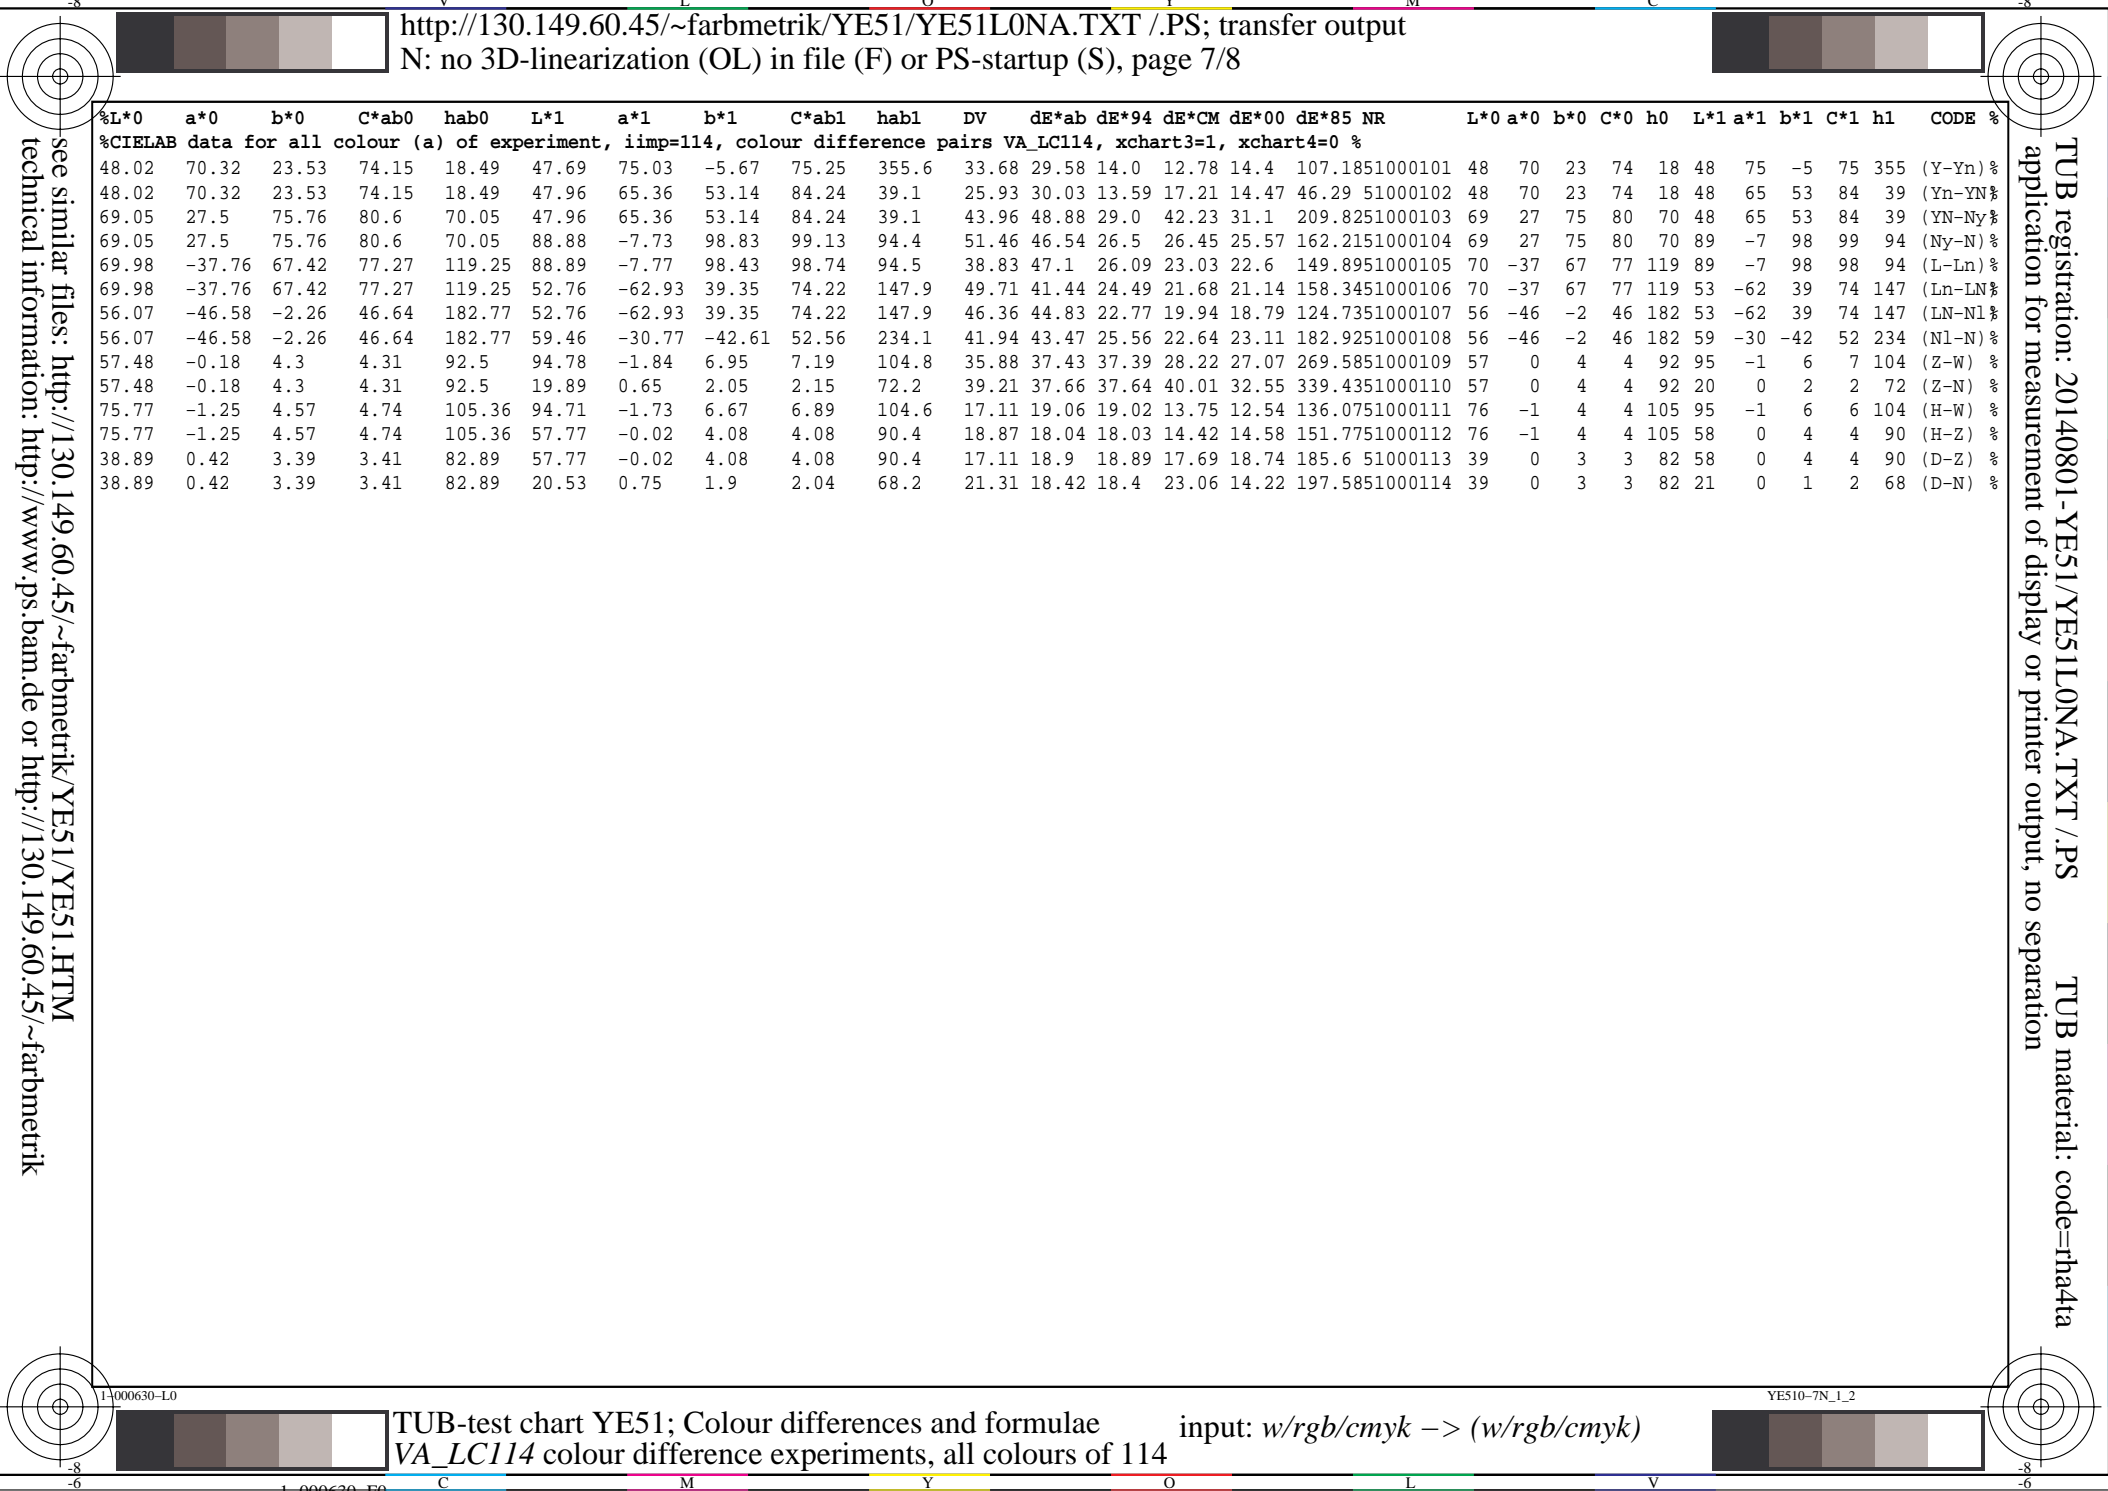 -8
V L O Y M C
-8
http://130.149.60.45/~farbmetrik/YE51/YE51L0NA.TXT /.PS; transfer output
N: no 3D-linearization (OL) in file (F) or PS-startup (S), page 7/8
%L*0 a*0 b*0 C*ab0 hab0 L*1 a*1 b*1 C*ab1 hab1 DV dE*ab dE*94 dE*CM dE*00 dE*85 NR L*0 a*0 b*0 C*0 h0 L*1 a*1 b*1 C*1 h1 CODE %
%CIELAB data for all colour (a) of experiment, iimp=114, colour difference pairs VA_LC114, xchart3=1, xchart4=0 %
48.02 70.32 23.53 74.15 18.49 47.69 75.03 -5.67 75.25 355.6 33.68 29.58 14.0 12.78 14.4 107.1851000101 48 70 23 74 18 48 75 -5 75 355 (Y-Yn)%
48.02 70.32 23.53 74.15 18.49 47.96 65.36 53.14 84.24 39.1 25.93 30.03 13.59 17.21 14.47 46.29 51000102 48 70 23 74 18 48 65 53 84 39 (Yn-YN%
69.05 27.5 75.76 80.6 70.05 47.96 65.36 53.14 84.24 39.1 43.96 48.88 29.0 42.23 31.1 209.8251000103 69 27 75 80 70 48 65 53 84 39 (YN-Ny%
69.05 27.5 75.76 80.6 70.05 88.88 -7.73 98.83 99.13 94.4 51.46 46.54 26.5 26.45 25.57 162.2151000104 69 27 75 80 70 89 -7 98 99 94 (Ny-N)%
69.98 -37.76 67.42 77.27 119.25 88.89 -7.77 98.43 98.74 94.5 38.83 47.1 26.09 23.03 22.6 149.8951000105 70 -37 67 77 119 89 -7 98 98 94 (L-Ln)%
69.98 -37.76 67.42 77.27 119.25 52.76 -62.93 39.35 74.22 147.9 49.71 41.44 24.49 21.68 21.14 158.3451000106 70 -37 67 77 119 53 -62 39 74 147 (Ln-LN%
56.07 -46.58 -2.26 46.64 182.77 52.76 -62.93 39.35 74.22 147.9 46.36 44.83 22.77 19.94 18.79 124.7351000107 56 -46 -2 46 182 53 -62 39 74 147 (LN-Nl%
56.07 -46.58 -2.26 46.64 182.77 59.46 -30.77 -42.61 52.56 234.1 41.94 43.47 25.56 22.64 23.11 182.9251000108 56 -46 -2 46 182 59 -30 -42 52 234 (Nl-N)%
57.48 -0.18 4.3 4.31 92.5 94.78 -1.84 6.95 7.19 104.8 35.88 37.43 37.39 28.22 27.07 269.5851000109 57 0 4 4 92 95 -1 6 7 104 (Z-W) %
57.48 -0.18 4.3 4.31 92.5 19.89 0.65 2.05 2.15 72.2 39.21 37.66 37.64 40.01 32.55 339.4351000110 57 0 4 4 92 20 0 2 2 72 (Z-N) %
75.77 -1.25 4.57 4.74 105.36 94.71 -1.73 6.67 6.89 104.6 17.11 19.06 19.02 13.75 12.54 136.0751000111 76 -1 4 4 105 95 -1 6 6 104 (H-W) %
75.77 -1.25 4.57 4.74 105.36 57.77 -0.02 4.08 4.08 90.4 18.87 18.04 18.03 14.42 14.58 151.7751000112 76 -1 4 4 105 58 0 4 4 90 (H-Z) %
38.89 0.42 3.39 3.41 82.89 57.77 -0.02 4.08 4.08 90.4 17.11 18.9 18.89 17.69 18.74 185.6 51000113 39 0 3 3 82 58 0 4 4 90 (D-Z) %
38.89 0.42 3.39 3.41 82.89 20.53 0.75 1.9 2.04 68.2 21.31 18.42 18.4 23.06 14.22 197.5851000114 39 0 3 3 82 21 0 1 2 68 (D-N) %
see similar files: http://130.149.60.45/~farbmetrik/YE51/YE51.HTM
technical information: http://www.ps.bam.de or http://130.149.60.45/~farbmetrik
TUB registration: 20140801-YE51/YE51L0NA.TXT /.PS TUB material: code=rha4ta
application for measurement of display or printer output, no separation
1-000630-L0
YE510-7N_1_2
TUB-test chart YE51; Colour differences and formulae
VA_LC114 colour difference experiments, all colours of 114
input: w/rgb/cmyk -> (w/rgb/cmyk)
-8
-8
-6
C M Y O L V
-6